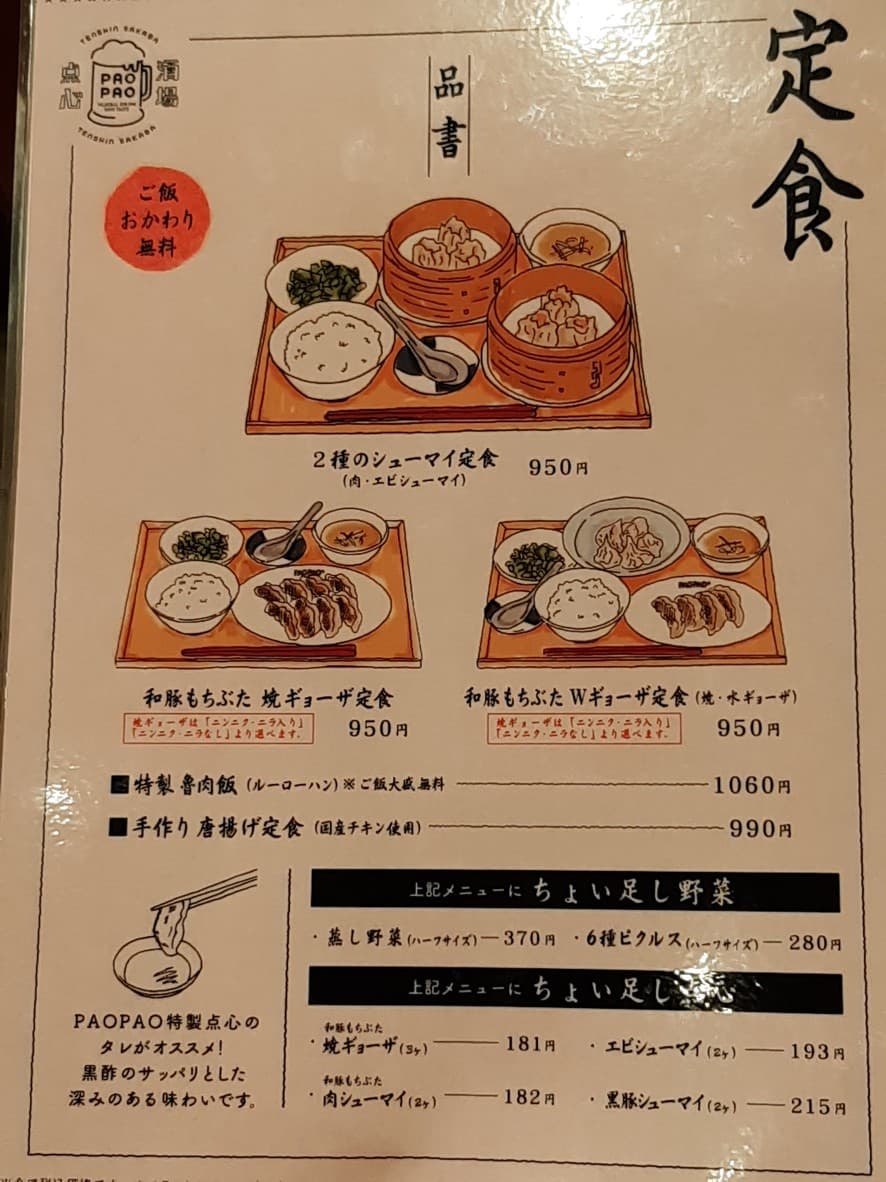 定食
品書
TENSHIN SAKABA
点心
酒場
PAO
PAO
TENSHIN SAKABA
ご飯
おかわり
無料
2種のシューマイ定食 950円
(肉・エビシューマイ)
和豚もちぶた 焼ギョーザ定食
焼ギョーザは「ニンニク・ニラ入り」
「ニンニク・ニラなし」より選べます。
950円
和豚もちぶた Wギョーザ定食(焼・水ギョーザ)
焼ギョーザは「ニンニク・ニラ入り」
「ニンニク・ニラなし」より選べます。
950円
■特製 魯肉飯(ルーローハン)※ご飯大盛無料 1060円
■手作り 唐揚げ定食(国産チキン使用) 990円
上記メニューに ちょい足し野菜
・蒸し野菜(ハーフサイズ) 370円
・6種ピクルス(ハーフサイズ) 280円
上記メニューに ちょい足し点心
和豚もちぶた
・焼ギョーザ(3ヶ) 181円
・エビシューマイ(2ヶ) 193円
和豚もちぶた
・肉シューマイ(2ヶ) 182円
・黒豚シューマイ(2ヶ) 215円
PAOPAO特製点心の
タレがオススメ!
黒酢のサッパリとした
深みのある味わいです。